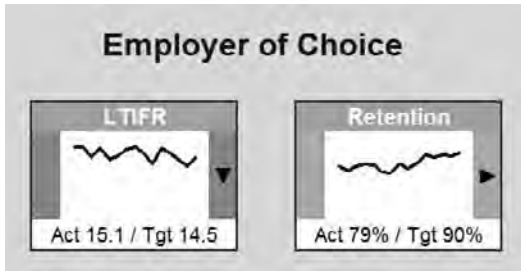 Employer of Choice
LTIFR
Retention
Act 15.1 / Tgt 14.5
Act 79% / Tgt 90%